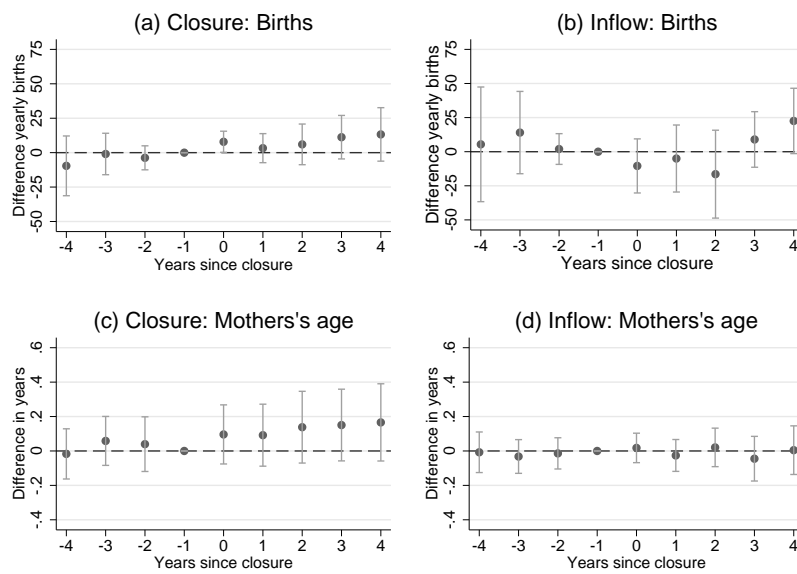 (a) Closure: Births
Difference yearly births
75
50
25
0
-25
-50
-4 -3 -2 -1 0 1 2 3 4
Years since closure
(b) Inflow: Births
Difference yearly births
75
50
25
0
-25
-50
-4 -3 -2 -1 0 1 2 3 4
Years since closure
(c) Closure: Mothers's age
Difference in years
.6
.4
.2
0
-.2
-.4
-4 -3 -2 -1 0 1 2 3 4
Years since closure
(d) Inflow: Mothers's age
Difference in years
.6
.4
.2
0
-.2
-.4
-4 -3 -2 -1 0 1 2 3 4
Years since closure